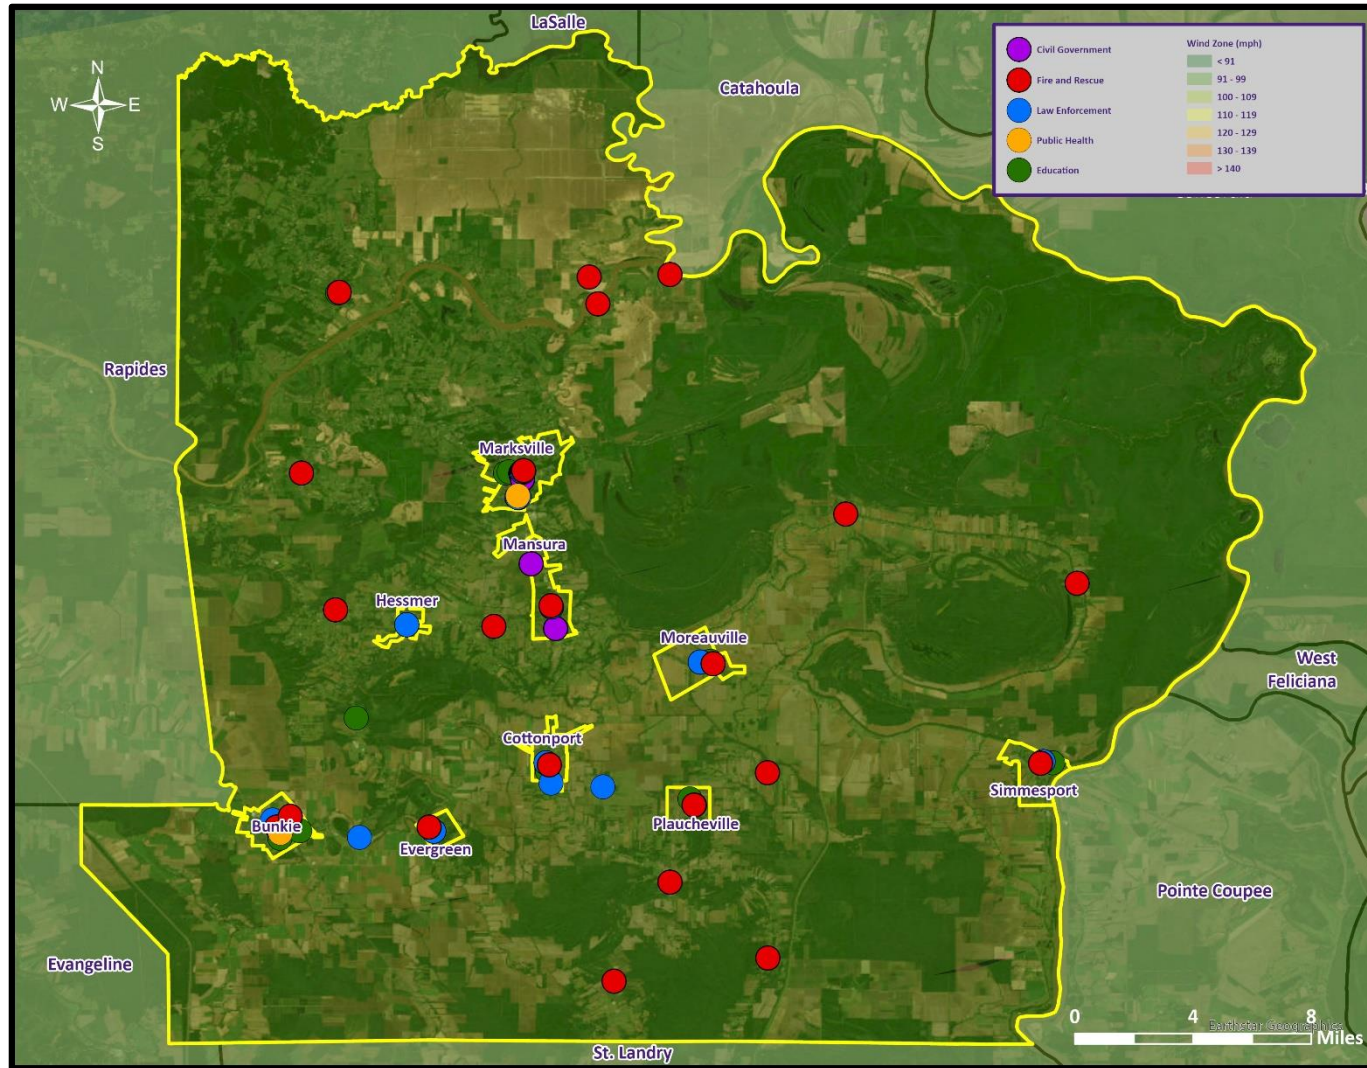 LaSalle
Catahoula
N
W
E
S
Civil Government
Fire and Rescue
Law Enforcement
Public Health
Education
Wind Zone (mph)
< 91
91 - 99
100 - 109
110 - 119
120 - 129
130 - 139
> 140
Rapides
Marksville
Mansura
Hessmer
Moreauville
West
Feliciana
Cottonport
Simmesport
Plaucheville
Bunkie
Evergreen
Pointe Coupee
Evangeline
0 4 8
Earthstar Geographics
Miles
St. Landry